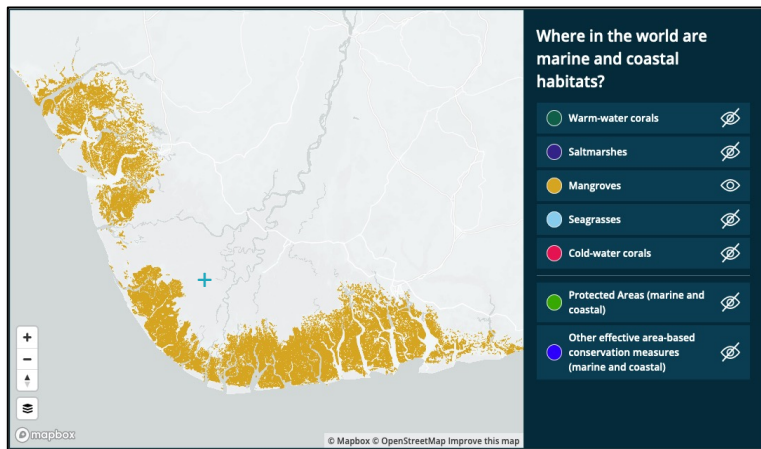 Where in the world are
marine and coastal
habitats?
Warm-water corals
Saltmarshes
Mangroves
Seagrasses
Cold-water corals
Protected Areas (marine and
coastal)
Other effective area-based
conservation measures
(marine and coastal)
+
−
mapbox
© Mapbox © OpenStreetMap Improve this map